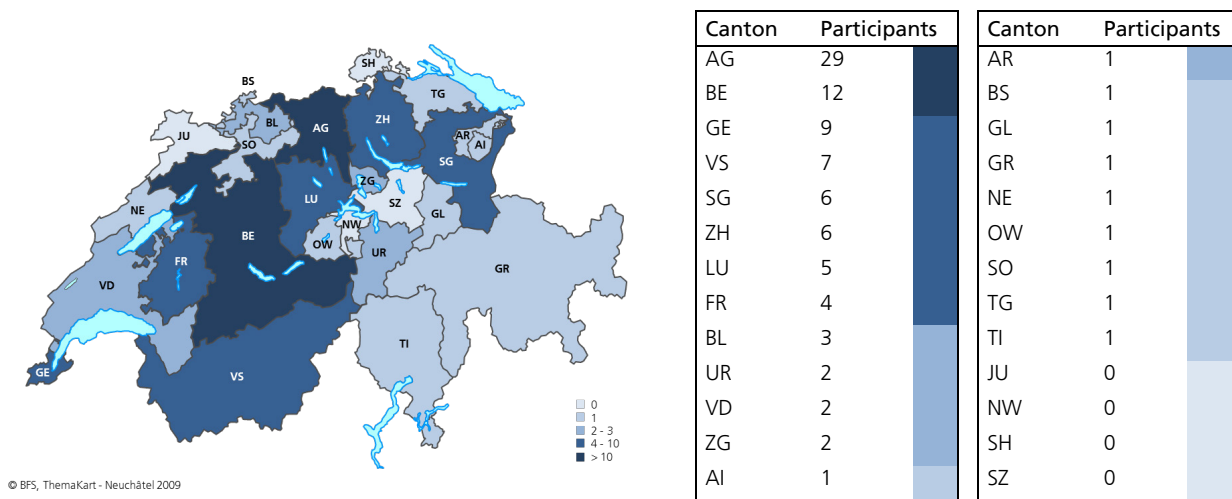 SH
BS
TG
BL
AG
ZH
JU
SO
AR
AI
SG
ZG
LU
SZ
NE
GL
NW
BE
OW
UR
FR
GR
VD
TI
GE
VS
0
1
2 - 3
4 - 10
> 10
© BFS, ThemaKart - Neuchâtel 2009
Canton Participants
AG 29
BE 12
GE 9
VS 7
SG 6
ZH 6
LU 5
FR 4
BL 3
UR 2
VD 2
ZG 2
AI 1
Canton Participants
AR 1
BS 1
GL 1
GR 1
NE 1
OW 1
SO 1
TG 1
TI 1
JU 0
NW 0
SH 0
SZ 0